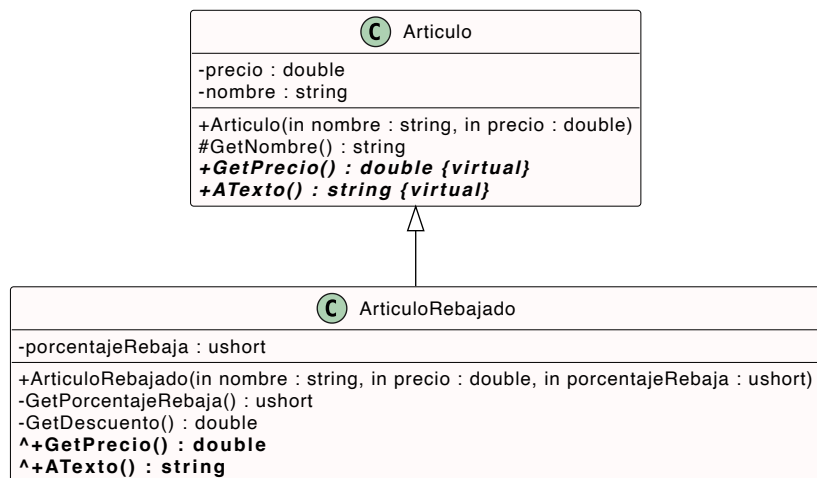 C Articulo
-precio : double
-nombre : string
+Articulo(in nombre : string, in precio : double)
#GetNombre() : string
+GetPrecio() : double {virtual}
+ATexto() : string {virtual}
C ArticuloRebajado
-porcentajeRebaja : ushort
+ArticuloRebajado(in nombre : string, in precio : double, in porcentajeRebaja : ushort)
-GetPorcentajeRebaja() : ushort
-GetDescuento() : double
^+GetPrecio() : double
^+ATexto() : string